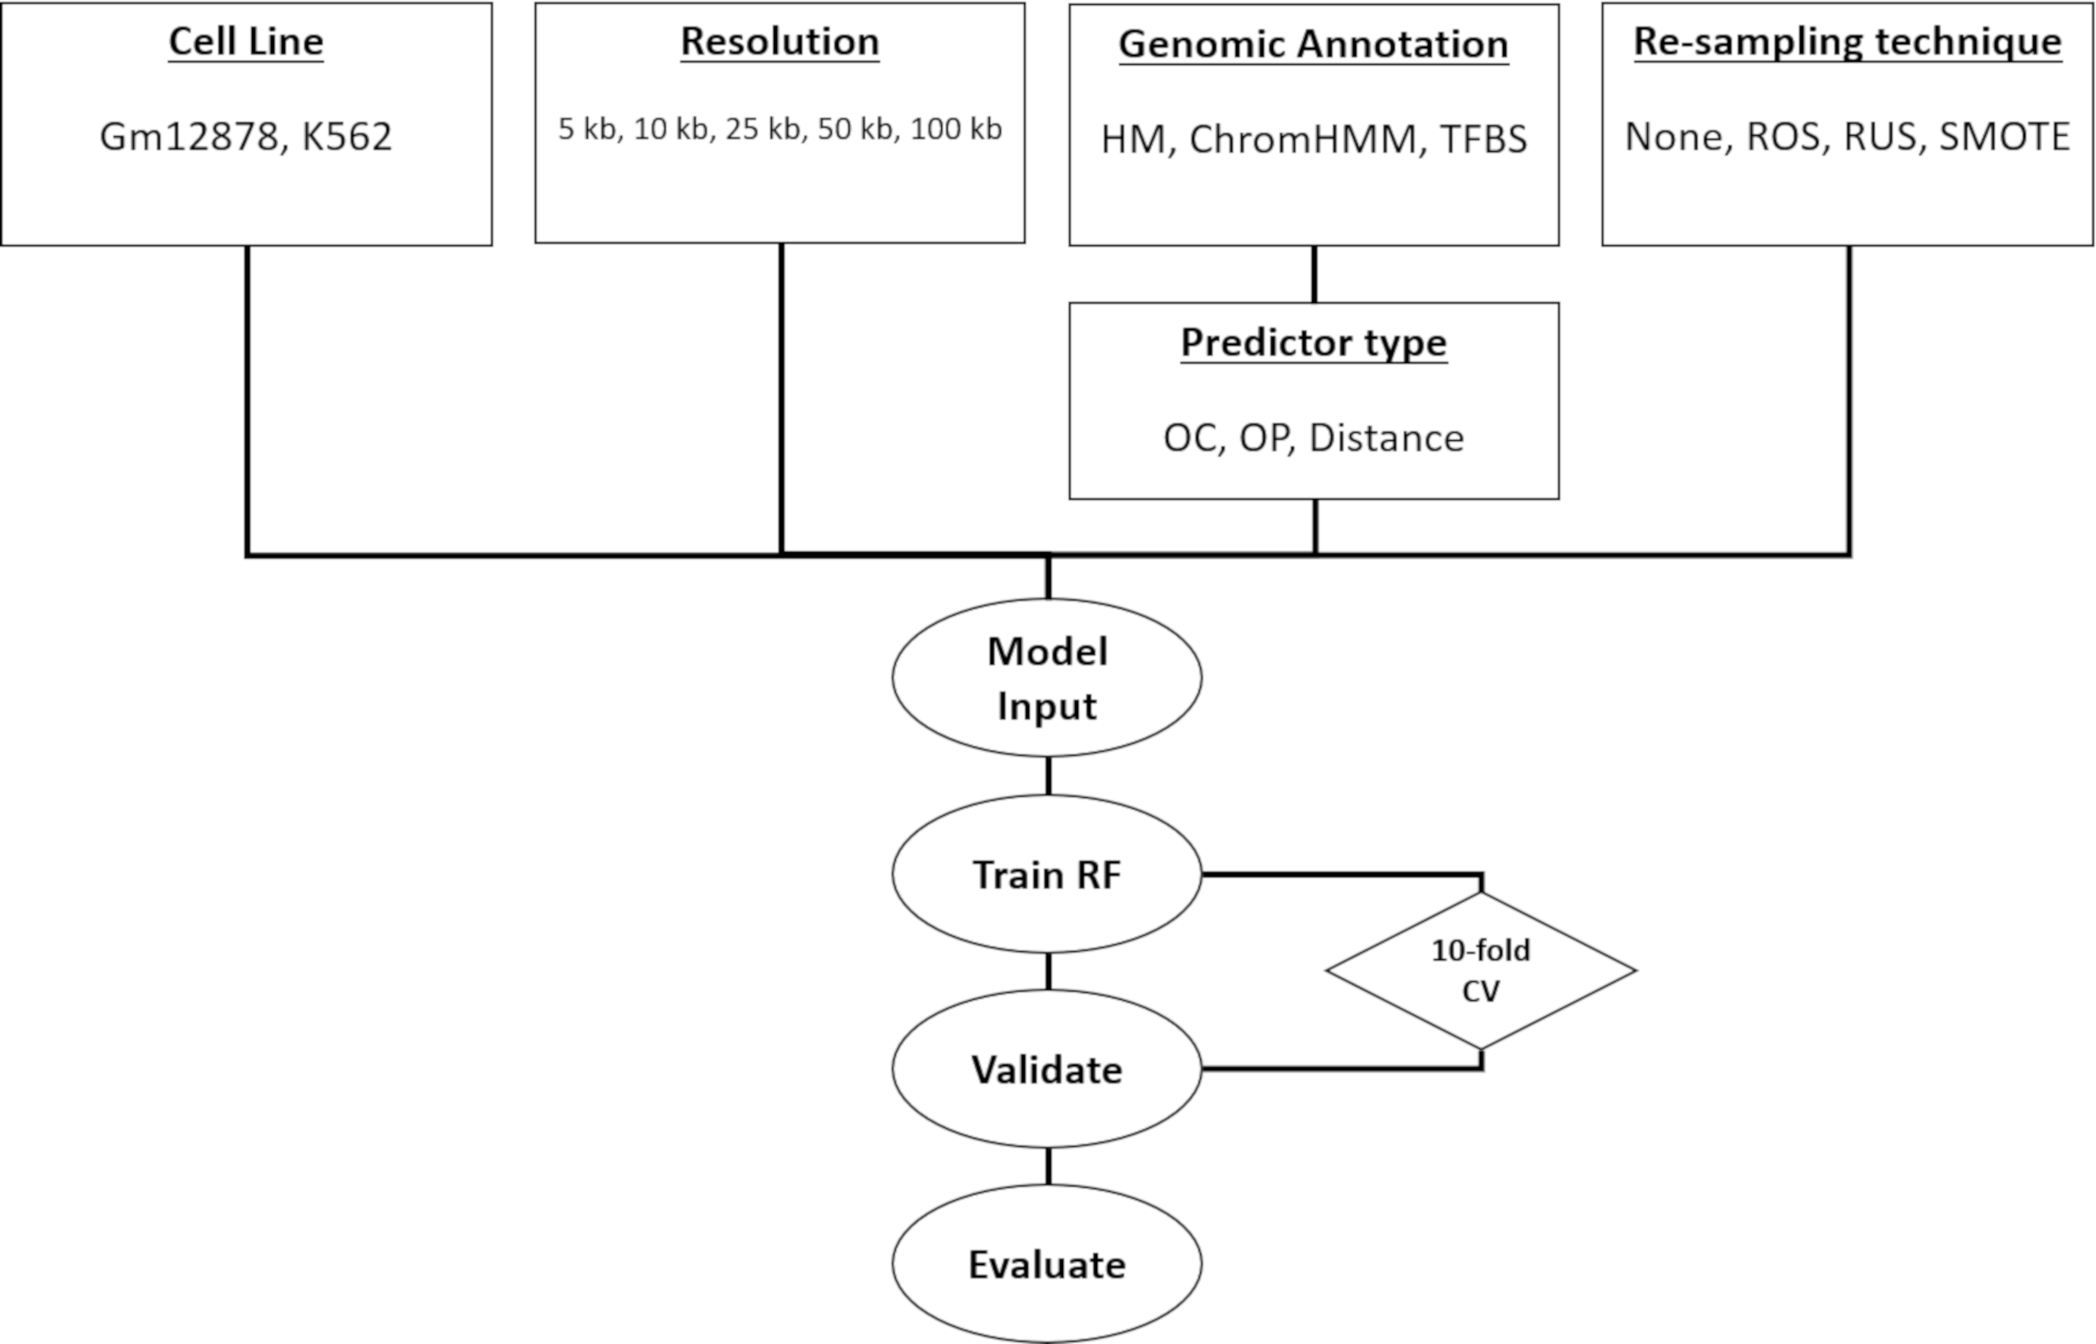 Cell Line
Gm12878, K562
Resolution
5 kb, 10 kb, 25 kb, 50 kb, 100 kb
Genomic Annotation
HM, ChromHMM, TFBS
Re-sampling technique
None, ROS, RUS, SMOTE
Predictor type
OC, OP, Distance
Model
Input
Train RF
10-fold
CV
Validate
Evaluate